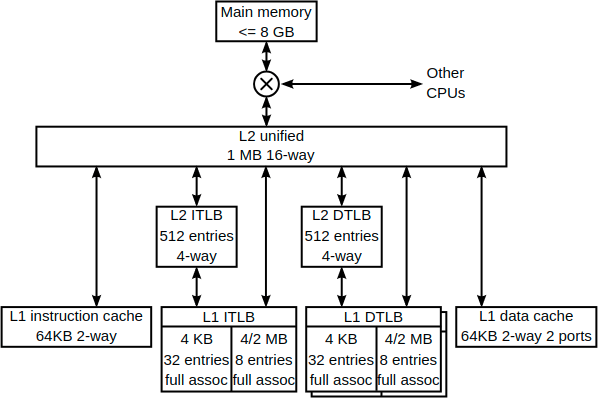 Main memory
<= 8 GB
Other
CPUs
L2 unified
1 MB 16-way
L2 ITLB
512 entries
4-way
L2 DTLB
512 entries
4-way
L1 instruction cache
64KB 2-way
L1 ITLB
4 KB
32 entries
full assoc
4/2 MB
8 entries
full assoc
L1 DTLB
4 KB
32 entries
full assoc
4/2 MB
8 entries
full assoc
L1 data cache
64KB 2-way 2 ports